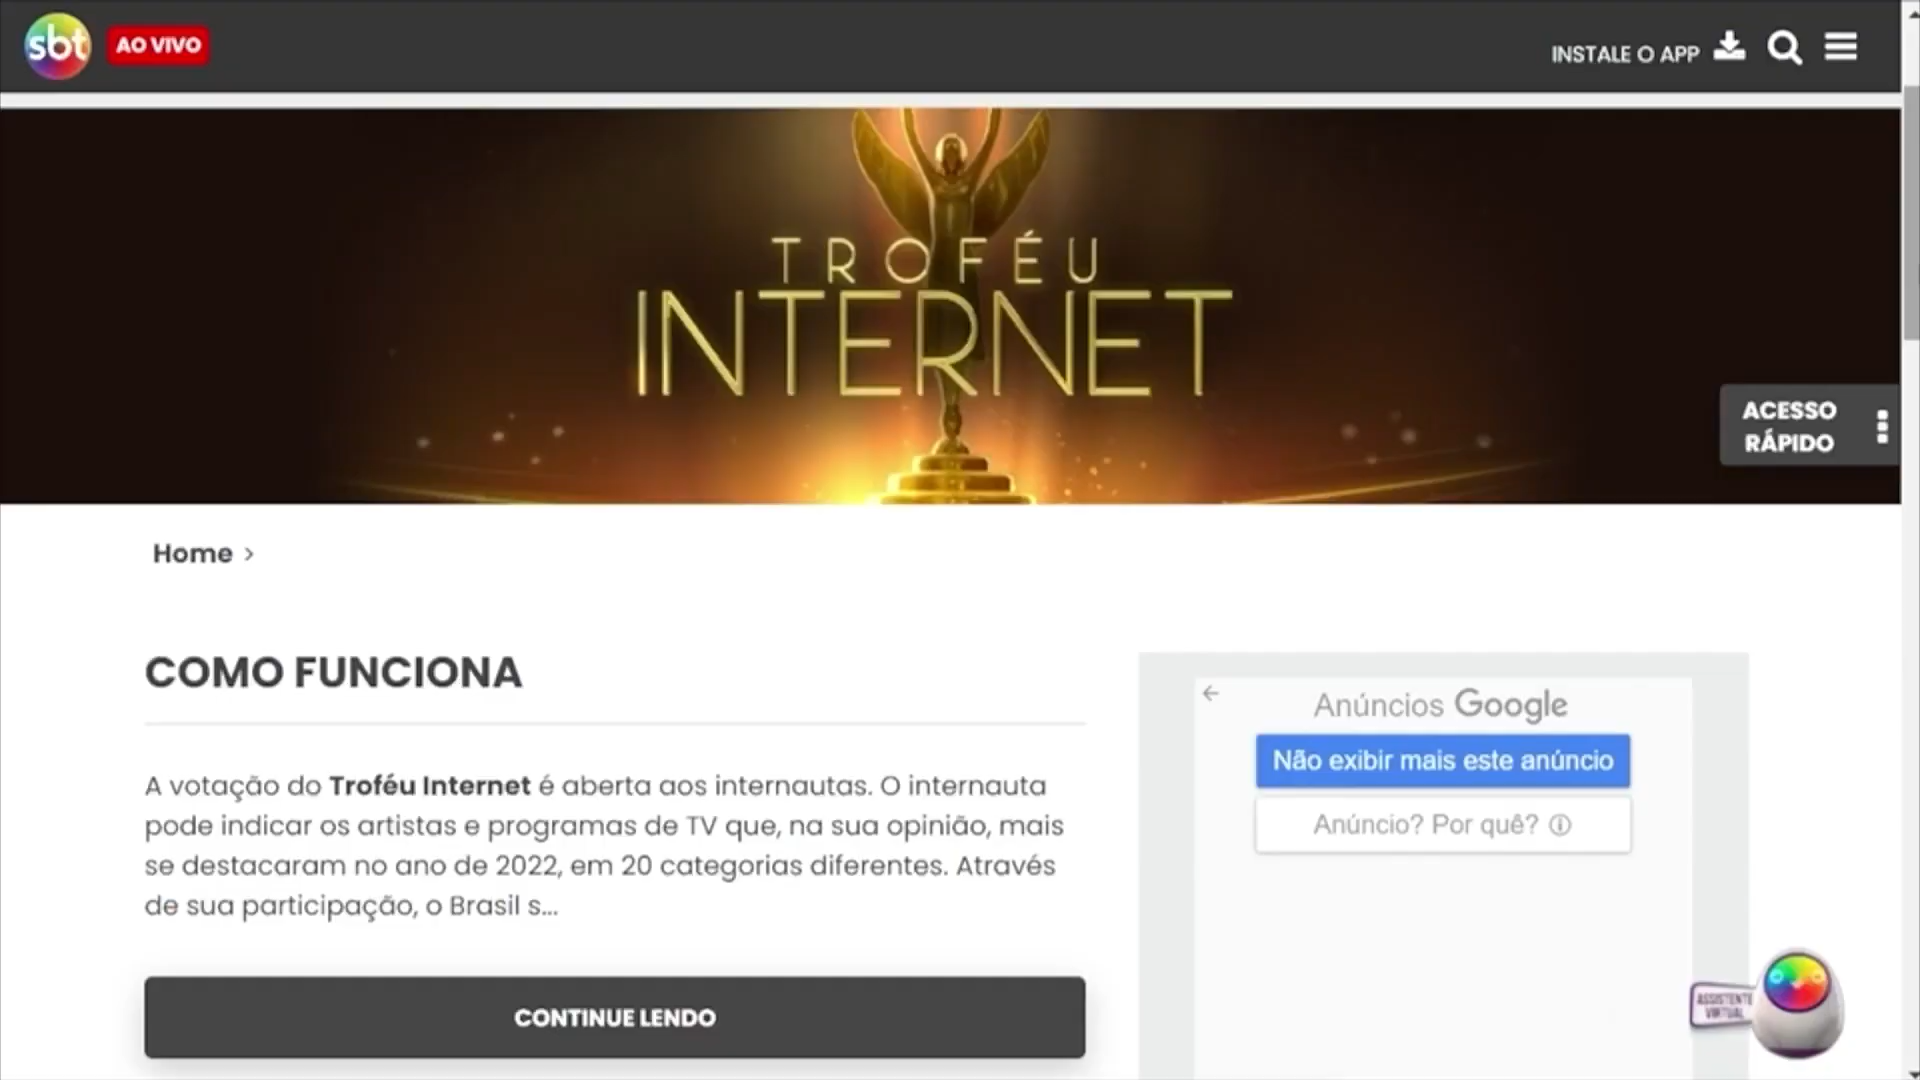 sbt
AO VIVO
INSTALE O APP
TROFÉU
INTERNET
ACESSO
RÁPIDO
Home >
COMO FUNCIONA
A votação do Troféu Internet é aberta aos internautas. O internauta
pode indicar os artistas e programas de TV que, na sua opinião, mais
se destacaram no ano de 2022, em 20 categorias diferentes. Através
de sua participação, o Brasil s...
CONTINUE LENDO
Anúncios Google
Não exibir mais este anúncio
Anúncio? Por quê?
ASSISTENTE
VIRTUAL